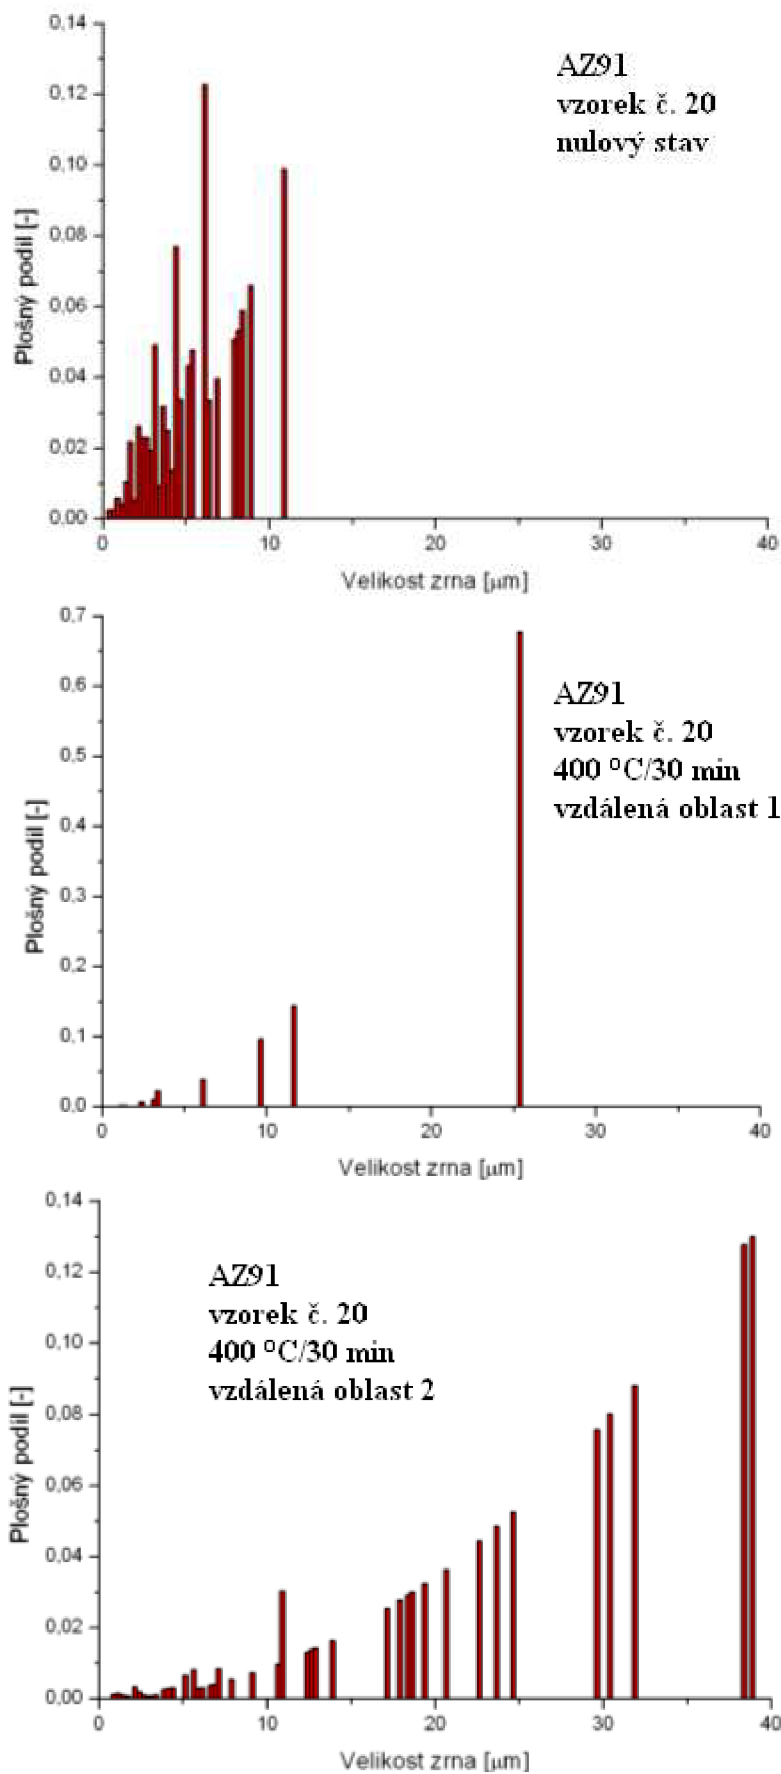 0.14
0.12
0.10
0.08
0.06
0.04
0.02
0.00
0
10
20
30
40
Plošný podíl [-]
Velikost zrna [μm]
AZ91
vzorek č. 20
nulový stav
0,7
0,6
0,5
0,4
0,3
0,2
0,1
0,0
0
10
20
30
40
Plošný podíl [-]
Velikost zrna [μm]
AZ91
vzorek č. 20
400 °C/30 min
vzdálená oblast 1
0,14
0,12
0,10
0,08
0,06
0,04
0,02
0,00
0
10
20
30
40
Plošný podíl [-]
Velikost zrna [μm]
AZ91
vzorek č. 20
400 °C/30 min
vzdálená oblast 2